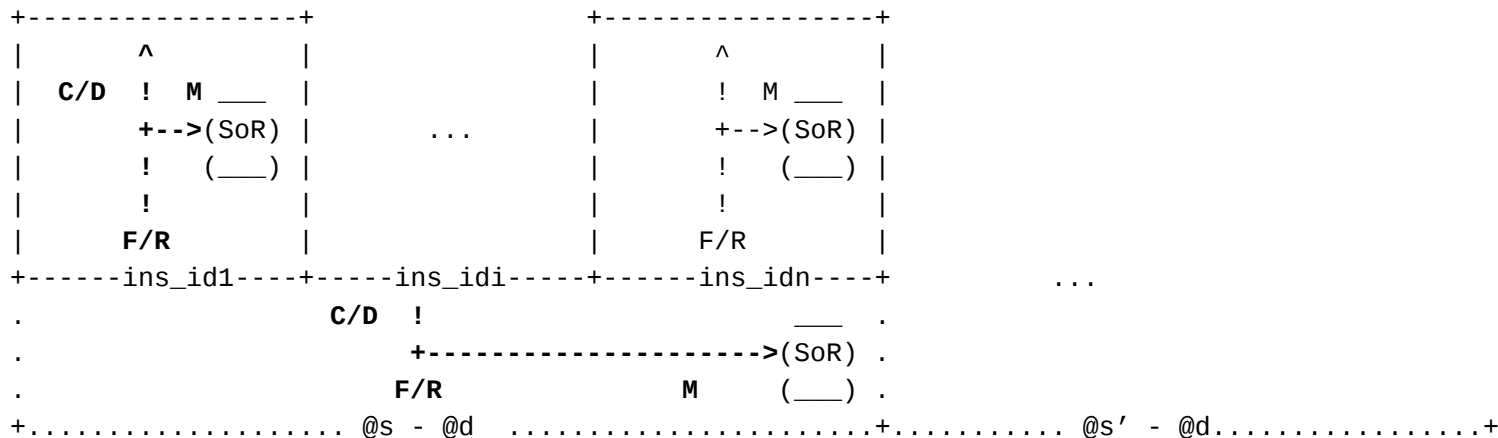 +-----------------+                 +-----------------+
|       ^         |                 |       ^         |
|  C/D  !  M ___  |                 |       !  M ___  |
|       +-->(SoR) |       ...       |       +-->(SoR) |
|       !   (___) |                 |       !   (___) |
|       !         |                 |       !         |
|      F/R        |                 |      F/R        |
+------ins_id1----+-----ins_idi-----+------ins_idn----+          ...
.                   C/D  !                       ___  .
.                        +--------------------->(SoR) .
.                       F/R               M     (___) .
+..................... @s - @d .......................+........... @s’ - @d.................+